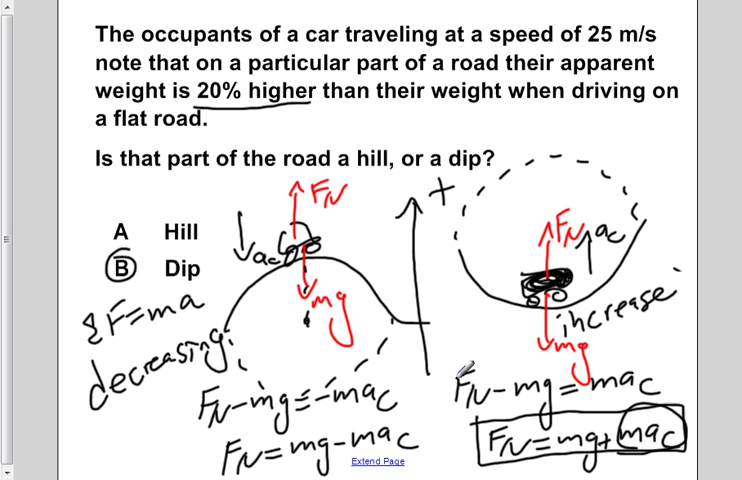 The occupants of a car traveling at a speed of 25 m/s
note that on a particular part of a road their apparent
weight is 20% higher than their weight when driving on
a flat road.
Is that part of the road a hill, or a dip?
A Hill
B Dip
FN
ac
mg
+
FN
ac
mg
increase
ΣF=ma
decreasing
FN-mg=-mac
FN=mg-mac
FN-mg=mac
FN=mg+mac
Extend Page